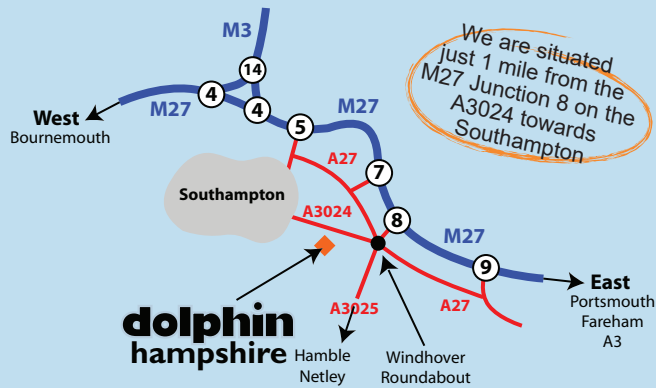 M3
14
4
4
M27
West
Bournemouth
5
M27
We are situated
just 1 mile from the
M27 Junction 8 on the
A3024 towards
Southampton
A27
7
Southampton
A3024
8
M27
9
East
Portsmouth
Fareham
A3
A3025
A27
dolphin
hampshire
Hamble
Netley
Windhover
Roundabout